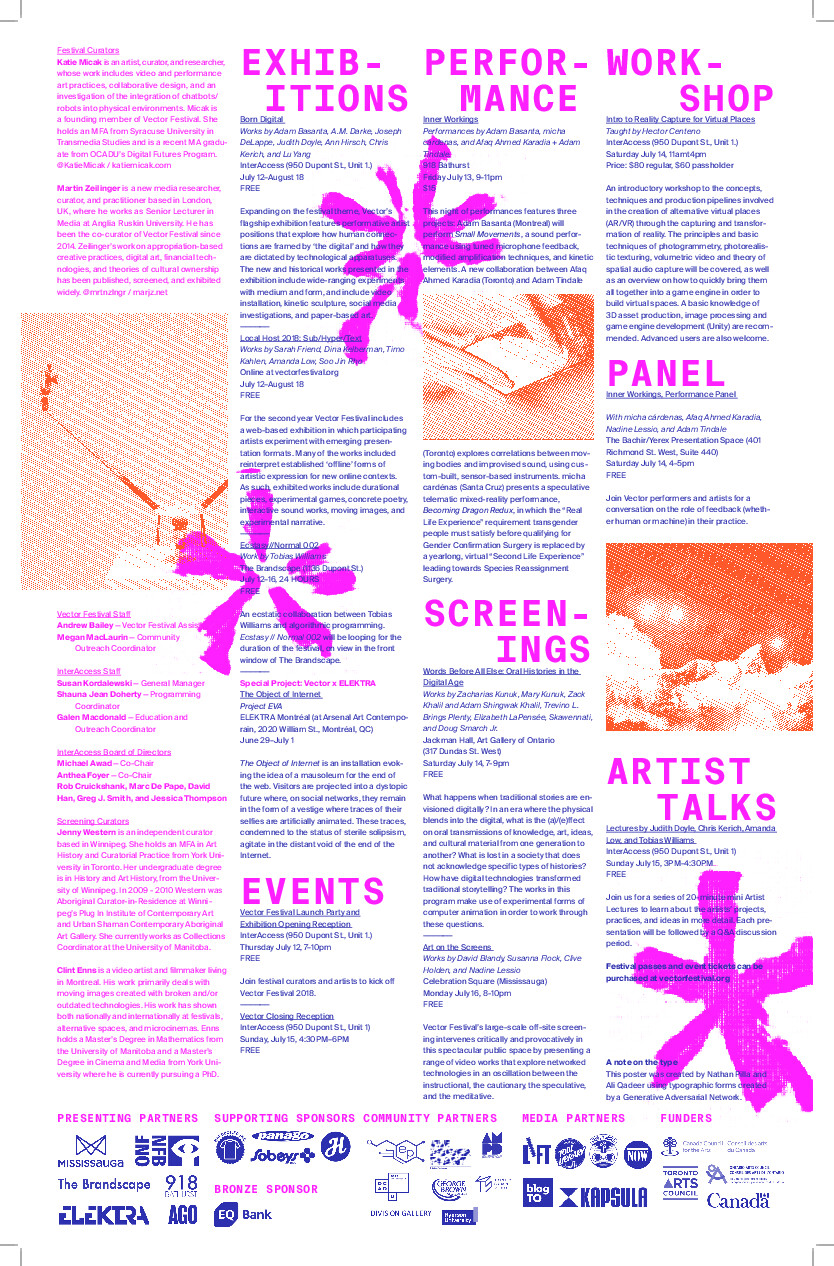 Festival Curators
Katie Micak is an artist, curator, and researcher,
whose work includes video and performance
art practices, collaborative design, and an
investigation of the integration of chatbots/
robots into physical environments. Micak is
a founding member of Vector Festival. She
holds an MFA from Syracuse University in
Transmedia Studies and is a recent MA gradu-
ate from OCADU's Digital Futures Program.
@KatieMicak / katiemicak.com
Martin Zeilinger is a new media researcher,
curator, and practitioner based in London,
UK, where he works as Senior Lecturer in
Media at Anglia Ruskin University. He has
been the co-curator of Vector Festival since
2014. Zeilinger's work on appropriation-based
creative practices, digital art, financial tech-
nologies, and theories of cultural ownership
has been published, screened, and exhibited
widely. @mrtnzlngr / marjz.net
Vector Festival Staff
Andrew Bailey – Vector Festival Assis
Megan MacLaurin – Community
Outreach Coordinator
InterAccess Staff
Susan Kordalewski – General Manager
Shauna Jean Doherty – Programming
Coordinator
Galen Macdonald – Education and
Outreach Coordinator
InterAccess Board of Directors
Michael Awad – Co-Chair
Anthea Foyer – Co-Chair
Rob Cruickshank, Marc De Pape, David
Han, Greg J. Smith, and Jessica Thompson
Screening Curators
Jenny Western is an independent curator
based in Winnipeg. She holds an MFA in Art
History and Curatorial Practice from York Uni-
versity in Toronto. Her undergraduate degree
is in History and Art History, from the Univer-
sity of Winnipeg. In 2009 - 2010 Western was
Aboriginal Curator-in-Residence at Winni-
peg's Plug In Institute of Contemporary Art
and Urban Shaman Contemporary Aboriginal
Art Gallery. She currently works as Collections
Coordinator at the University of Manitoba.
Clint Enns is a video artist and filmmaker living
in Montreal. His work primarily deals with
moving images created with broken and/or
outdated technologies. His work has shown
both nationally and internationally at festivals,
alternative spaces, and microcinemas. Enns
holds a Master's Degree in Mathematics from
the University of Manitoba and a Master's
Degree in Cinema and Media from York Uni-
versity where he is currently pursuing a PhD.
EXHIB-
ITIONS
Born Digital
Works by Adam Basanta, A.M. Darke, Joseph
DeLappe, Judith Doyle, Ann Hirsch, Chris
Kerich, and Lu Yang
InterAccess (950 Dupont St., Unit 1.)
July 12–August 18
FREE
Expanding on the festival theme, Vector's
flagship exhibition features performative artist
positions that explore how human connec-
tions are framed by 'the digital' and how they
are dictated by technological apparatuses.
The new and historical works presented in the
exhibition include wide-ranging experiments
with medium and form, and include video
installation, kinetic sculpture, social media
investigations, and paper-based art.
Local Host 2018: Sub/Hyper/Text
Works by Sarah Friend, Dina Kelberman, Timo
Kahlen, Amanda Low, Soo Jin Rho
Online at vectorfestival.org
July 12–August 18
FREE
For the second year Vector Festival includes
a web-based exhibition in which participating
artists experiment with emerging presen-
tation formats. Many of the works included
reinterpret established 'offline' forms of
artistic expression for new online contexts.
As such, exhibited works include durational
pieces, experimental games, concrete poetry,
interactive sound works, moving images, and
experimental narrative.
Ecstasy//Normal 002
Work by Tobias Williams
The Brandscape (1136 Dupont St.)
July 12–16, 24 HOURS
FREE
An ecstatic collaboration between Tobias
Williams and algorithmic programming.
Ecstasy // Normal 002 will be looping for the
duration of the festival, on view in the front
window of The Brandscape.
Special Project: Vector x ELEKTRA
The Object of Internet
Project EVA
ELEKTRA Montréal (at Arsenal Art Contempo-
rain, 2020 William St., Montréal, QC)
June 29–July 1
The Object of Internet is an installation evok-
ing the idea of a mausoleum for the end of
the web. Visitors are projected into a dystopic
future where, on social networks, they remain
in the form of a vestige where traces of their
selfies are artificially animated. These traces,
condemned to the status of sterile solipsism,
agitate in the distant void of the end of the
Internet.
EVENTS
Vector Festival Launch Party and
Exhibition Opening Reception
InterAccess (950 Dupont St., Unit 1.)
Thursday July 12, 7–10pm
FREE
Join festival curators and artists to kick off
Vector Festival 2018.
Vector Closing Reception
InterAccess (950 Dupont St., Unit 1)
Sunday, July 15, 4:30PM–6PM
FREE
PERFOR-
MANCE
Inner Workings
Performances by Adam Basanta, micha
cárdenas, and Afaq Ahmed Karadia + Adam
Tindale
918 Bathurst
Friday July 13, 9-11pm
$15
This night of performances features three
projects: Adam Basanta (Montreal) will
perform Small Movements, a sound perfor-
mance using tuned microphone feedback,
modified amplification techniques, and kinetic
elements. A new collaboration between Afaq
Ahmed Karadia (Toronto) and Adam Tindale
(Toronto) explores correlations between mov-
ing bodies and improvised sound, using cus-
tom-built, sensor-based instruments. micha
cardénas (Santa Cruz) presents a speculative
telematic mixed-reality performance,
Becoming Dragon Redux, in which the "Real
Life Experience" requirement transgender
people must satisfy before qualifying for
Gender Confirmation Surgery is replaced by
a yearlong, virtual "Second Life Experience"
leading towards Species Reassignment
Surgery.
SCREEN-
INGS
Words Before All Else: Oral Histories in the
Digital Age
Works by Zacharias Kunuk, Mary Kunuk, Zack
Khalil and Adam Shingwak Khalil, Trevino L.
Brings Plenty, Elizabeth LaPensée, Skawennati,
and Doug Smarch Jr.
Jackman Hall, Art Gallery of Ontario
(317 Dundas St. West)
Saturday July 14, 7-9pm
FREE
What happens when traditional stories are en-
visioned digitally? In an era where the physical
blends into the digital, what is the (a)/(e)ffect
on oral transmissions of knowledge, art, ideas,
and cultural material from one generation to
another? What is lost in a society that does
not acknowledge specific types of histories?
How have digital technologies transformed
traditional storytelling? The works in this
program make use of experimental forms of
computer animation in order to work through
these questions.
Art on the Screens
Works by David Blandy, Susanna Flock, Clive
Holden, and Nadine Lessio
Celebration Square (Mississauga)
Monday July 16, 8-10pm
FREE
Vector Festival's large-scale off-site screen-
ing intervenes critically and provocatively in
this spectacular public space by presenting a
range of video works that explore networked
technologies in an oscillation between the
instructional, the cautionary, the speculative,
and the meditative.
WORK-
SHOP
Intro to Reality Capture for Virtual Places
Taught by Hector Centeno
InterAccess (950 Dupont St., Unit 1.)
Saturday July 14, 11amt4pm
Price: $80 regular, $60 passholder
An introductory workshop to the concepts,
techniques and production pipelines involved
in the creation of alternative virtual places
(AR/VR) through the capturing and transfor-
mation of reality. The principles and basic
techniques of photogrammetry, photorealis-
tic texturing, volumetric video and theory of
spatial audio capture will be covered, as well as
an overview on how to quickly bring them
all together into a game engine in order to
build virtual spaces. A basic knowledge of
3D asset production, image processing and
game engine development (Unity) are recom-
mended. Advanced users are also welcome.
PANEL
Inner Workings, Performance Panel
With micha cárdenas, Afaq Ahmed Karadia,
Nadine Lessio, and Adam Tindale
The Bachir/Yerex Presentation Space (401
Richmond St. West, Suite 440)
Saturday July 14, 4–5pm
FREE
Join Vector performers and artists for a
conversation on the role of feedback (wheth-
er human or machine) in their practice.
ARTIST
TALKS
Lectures by Judith Doyle, Chris Kerich, Amanda
Low, and Tobias Williams
InterAccess (950 Dupont St., Unit 1)
Sunday July 15, 3PM–4:30PM.
FREE
Join us for a series of 20-minute mini Artist
Lectures to learn about the artists' projects,
practices, and ideas in more detail. Each pre-
sentation will be followed by a Q&A discussion
period.
Festival passes and event tickets can be
purchased at vectorfestival.org
A note on the type
This poster was created by Nathan Pilla and
Ali Qadeer using typographic forms created
by a Generative Adversarial Network.
PRESENTING PARTNERS
MISSISSAUGA
ONF
NFB
The Brandscape
918
BATHURST
ELEKTRA
AGO
SUPPORTING SPONSORS
panago
Sobeys
H
BRONZE SPONSOR
EQ Bank
COMMUNITY PARTNERS
OCAD
GEORGE
BROWN
DIVISION GALLERY
Ryerson
University
MEDIA PARTNERS
NOW
blog
TO
KAPSULA
FUNDERS
Canada Council
for the Arts
Conseil des arts
du Canada
TORONTO
ARTS
COUNCIL
ONTARIO ARTS COUNCIL
CONSEIL DES ARTS DE L'ONTARIO
Canada